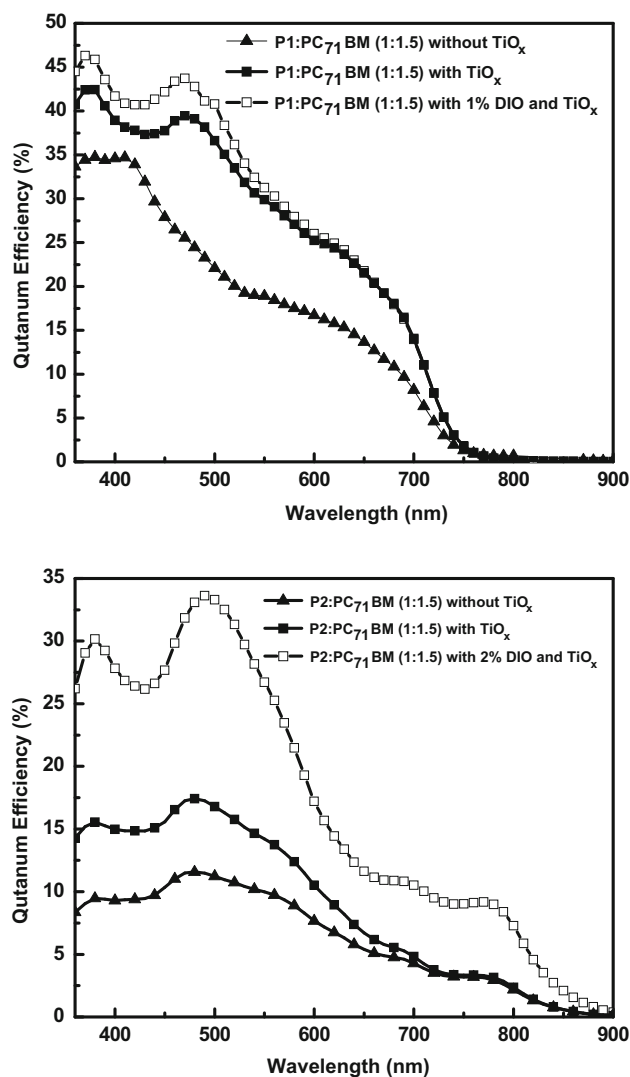 50
45
40
35
30
25
20
15
10
5
0
Qutanum Efficiency (%)
P1:PC71BM (1:1.5) without TiOx
P1:PC71BM (1:1.5) with TiOx
P1:PC71BM (1:1.5) with 1% DIO and TiOx
400 500 600 700 800 900
Wavelength (nm)
35
30
25
20
15
10
5
0
Qutanum Efficiency (%)
P2:PC71BM (1:1.5) without TiOx
P2:PC71BM (1:1.5) with TiOx
P2:PC71BM (1:1.5) with 2% DIO and TiOx
400 500 600 700 800 900
Wavelength (nm)